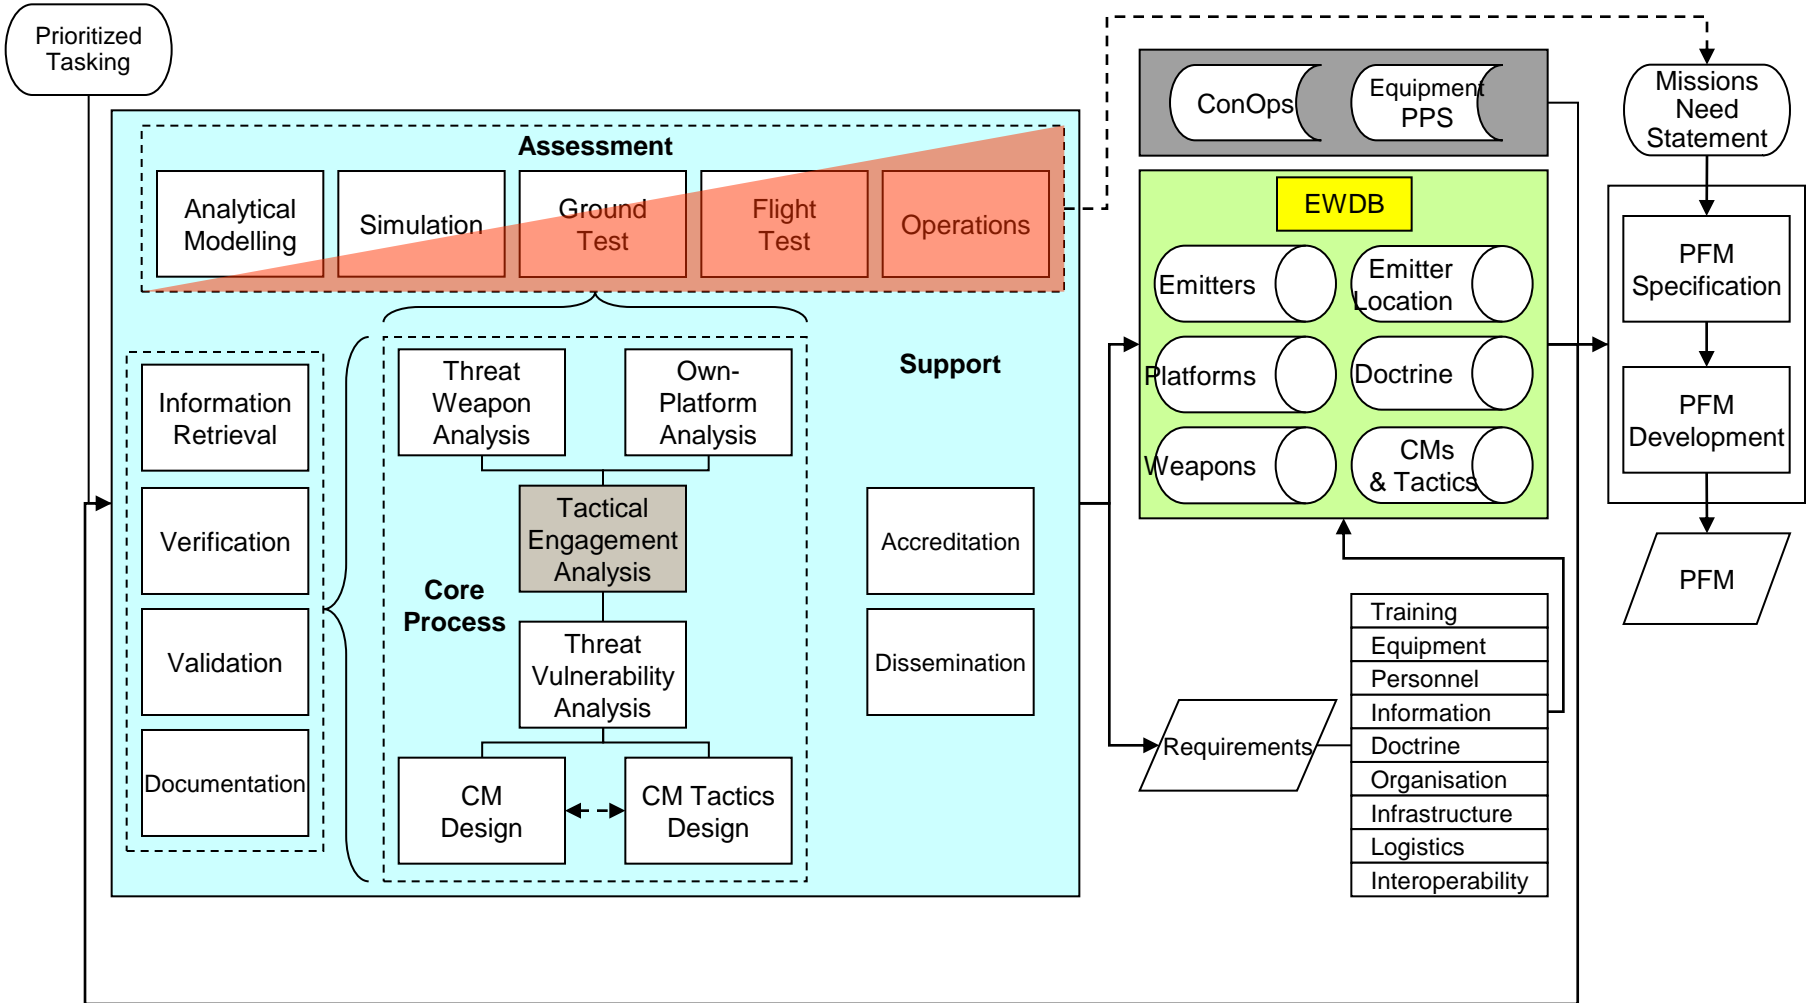 Prioritized
Tasking
Assessment
Analytical
Modelling
Simulation
Ground
Test
Flight
Test
Operations
Information
Retrieval
Verification
Validation
Documentation
Threat
Weapon
Analysis
Own-
Platform
Analysis
Tactical
Engagement
Analysis
Core
Process
Threat
Vulnerability
Analysis
CM
Design
CM Tactics
Design
Support
Accreditation
Dissemination
ConOps
Equipment
PPS
EWDB
Emitters
Emitter
Location
Platforms
Doctrine
Weapons
CMs
& Tactics
Requirements
Training
Equipment
Personnel
Information
Doctrine
Organisation
Infrastructure
Logistics
Interoperability
Missions
Need
Statement
PFM
Specification
PFM
Development
PFM